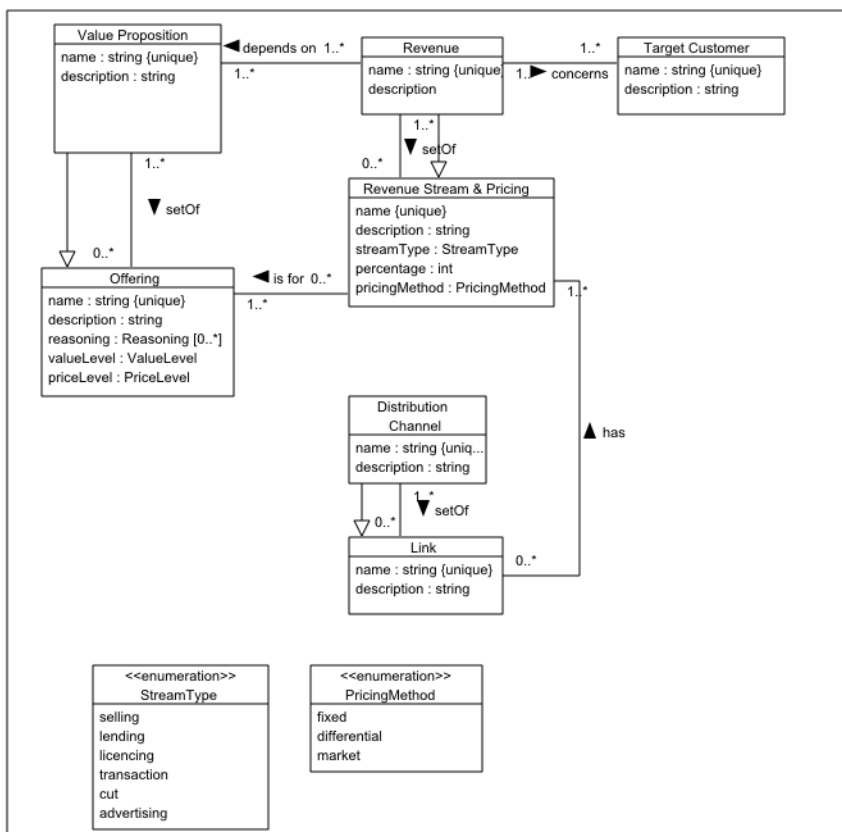 Value Proposition
name : string {unique}
description : string
depends on 1..*
1..*
Revenue
name : string {unique}
description
1..*
1..
concerns
Target Customer
name : string {unique}
description : string
1..*
setOf
0..*
1..*
setOf
0..*
Revenue Stream & Pricing
name {unique}
description : string
streamType : StreamType
percentage : int
pricingMethod : PricingMethod
is for 0..*
1..*
1..*
Offering
name : string {unique}
description : string
reasoning : Reasoning [0..*]
valueLevel : ValueLevel
priceLevel : PriceLevel
Distribution
Channel
name : string {uniq...
description : string
has
1..*
setOf
0..*
Link
name : string {unique}
description : string
0..*
<<enumeration>>
StreamType
selling
lending
licencing
transaction
cut
advertising
<<enumeration>>
PricingMethod
fixed
differential
market